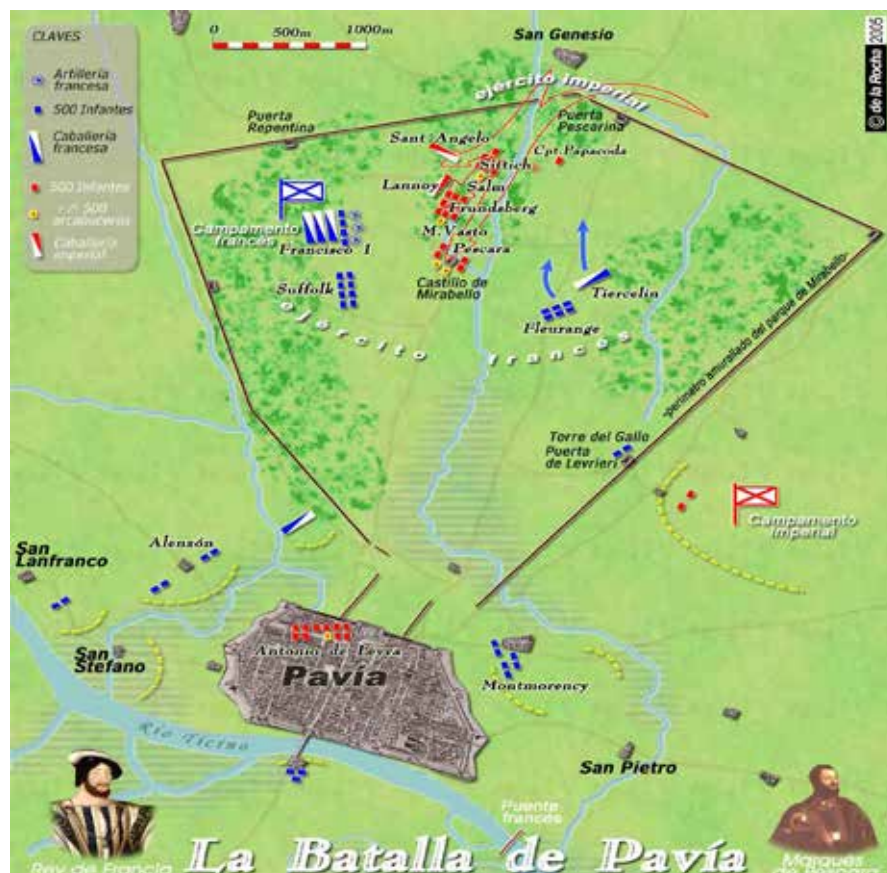 CLAVES
Artillería
francesa
500 Infantes
Caballería
francesa
500 Infantes
500
arcabuceros
Caballería
imperial
0 500m 1000m
San Genesio
© de la Rocha 2005
ejército imperial
Puerta
Repentina
Puerta
Pescarina
Sant Angelo
Cpt. Papacoda
Sittich
Lannoy
Salm
Frundsberg
M.Vasto
Pescara
Castillo de
Mirabello
Campamento
francés
Francisco I
Suffolk
Tiercelin
Fleurange
ejército francés
-perímetro amurallado del parque de Mirabello-
Torre del Gallo
Puerta
de Levrieri
Campamento
imperial
San
Lanfranco
Alenzón
San
Stefano
Antonio de Leyva
Pavía
Montmorency
Río Ticino
San Pietro
Puente
francés
Rey de Francia
La Batalla de Pavía
Marqués
de Pescara